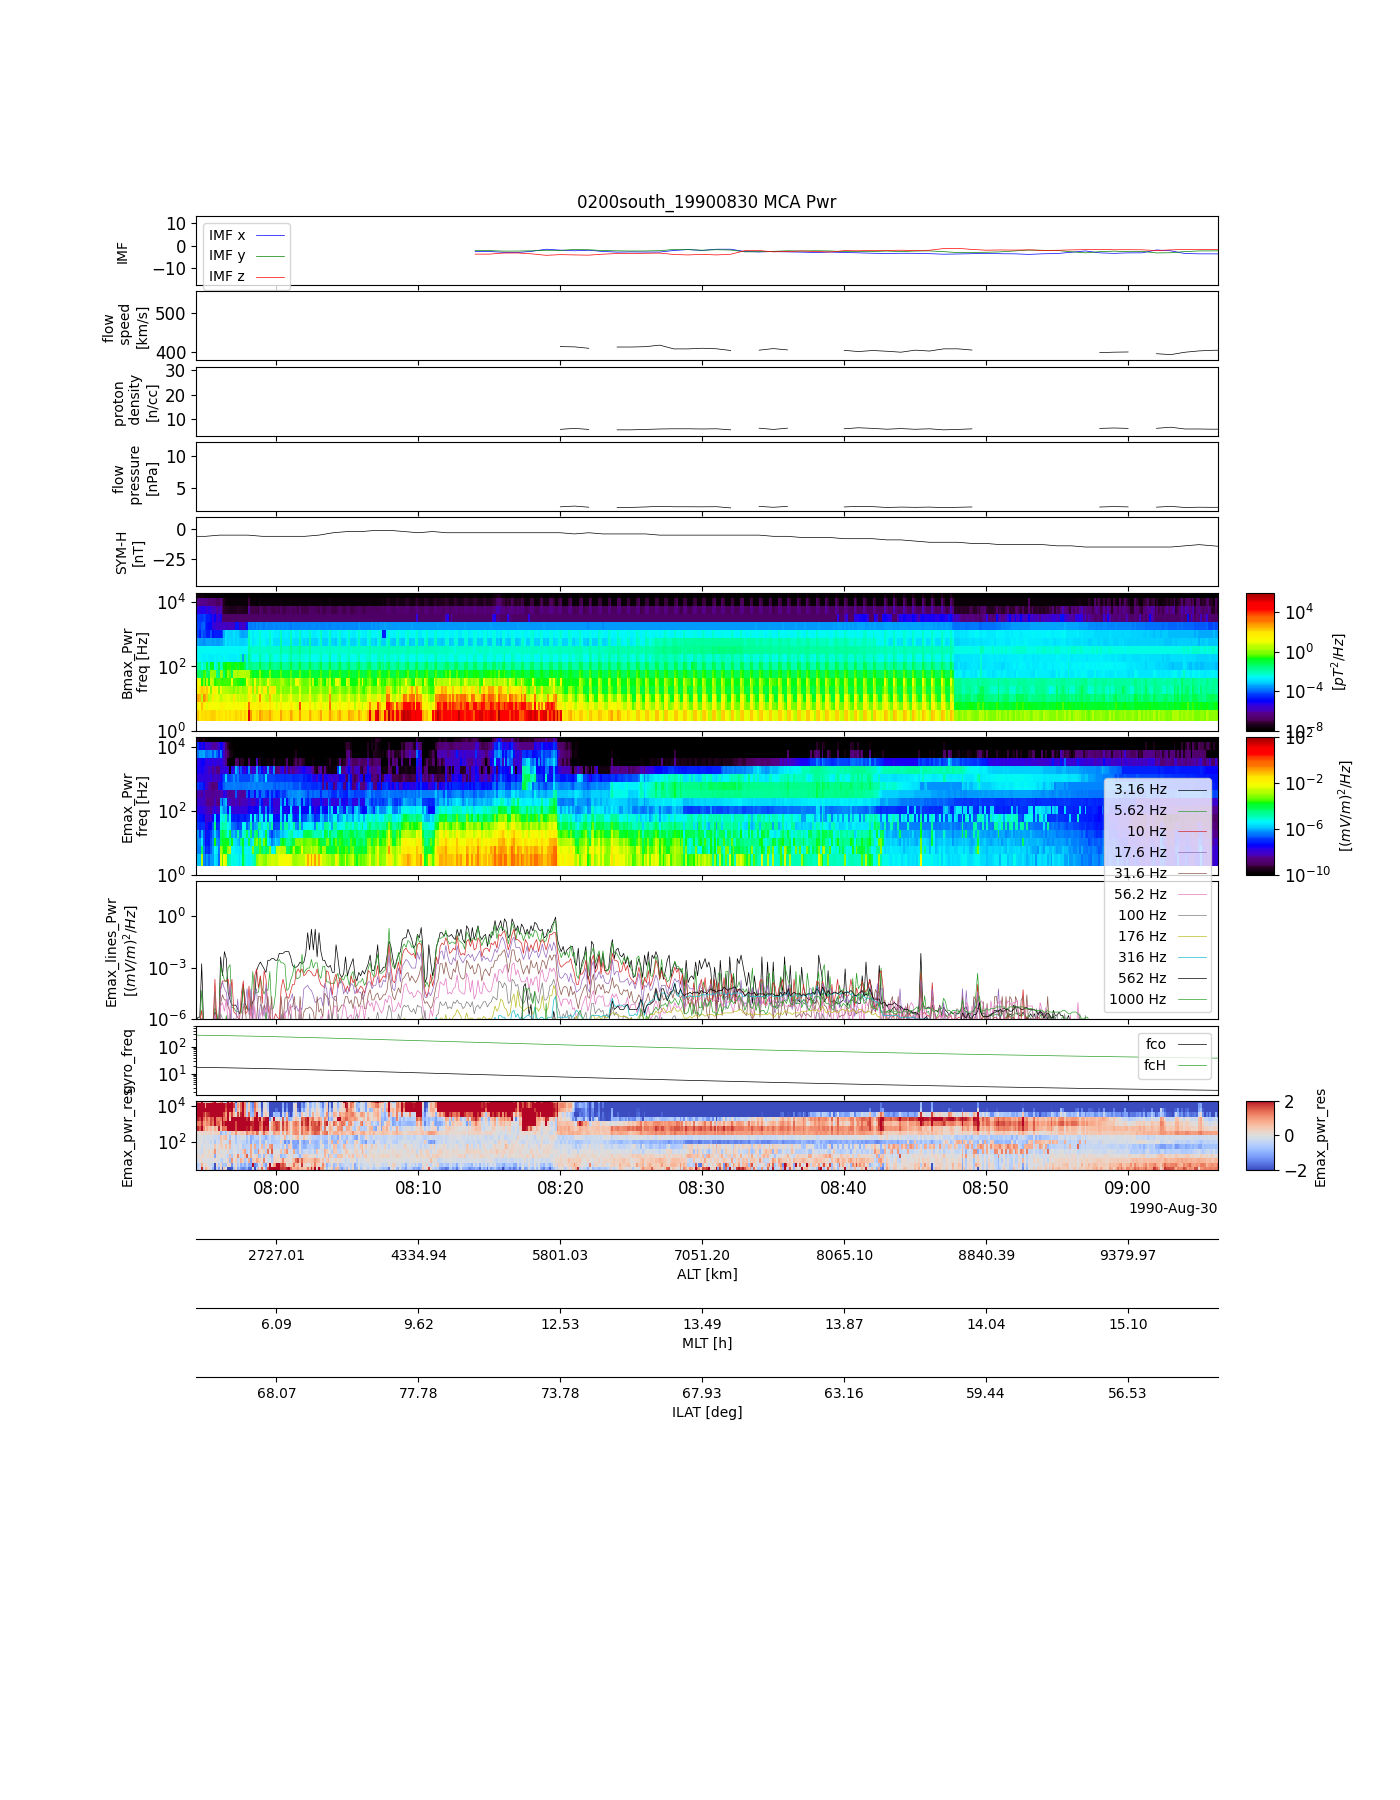 0200south_19900830 MCA Pwr
10
0
−10
IMF
IMF x
IMF y
IMF z
500
400
flow
speed
[km/s]
30
20
10
proton
density
[n/cc]
10
5
flow
pressure
[nPa]
0
−25
SYM-H
[nT]
10^4
10^2
10^0
Bmax_Pwr
freq [Hz]
10^4
10^0
10^−4
10^−8
[pT^2/Hz]
10^4
10^2
10^0
Emax_Pwr
freq [Hz]
10^2
10^−2
10^−6
10^−10
[(mV/m)^2/Hz]
3.16 Hz
5.62 Hz
10 Hz
17.6 Hz
31.6 Hz
56.2 Hz
100 Hz
176 Hz
316 Hz
562 Hz
1000 Hz
10^0
10^−3
10^−6
Emax_lines_Pwr
[(mV/m)^2/Hz]
10^2
10^1
gyro_freq
fco
fcH
10^4
10^2
Emax_pwr_res
2
0
−2
Emax_pwr_res
08:00 08:10 08:20 08:30 08:40 08:50 09:00
1990-Aug-30
2727.01 4334.94 5801.03 7051.20 8065.10 8840.39 9379.97
ALT [km]
6.09 9.62 12.53 13.49 13.87 14.04 15.10
MLT [h]
68.07 77.78 73.78 67.93 63.16 59.44 56.53
ILAT [deg]